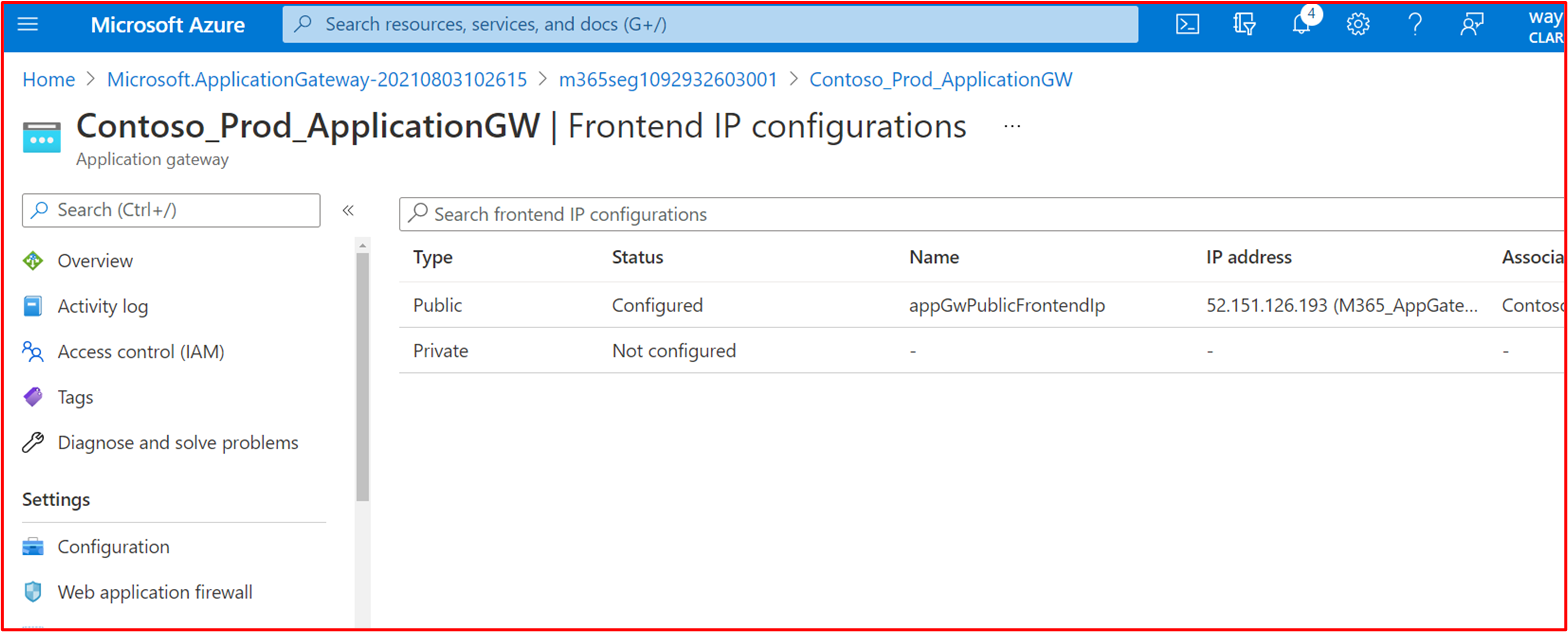 Microsoft Azure
Search resources, services, and docs (G+/)
4
way
CLAR
Home > Microsoft.ApplicationGateway-20210803102615 > m365seg1092932603001 > Contoso_Prod_ApplicationGW
Contoso_Prod_ApplicationGW | Frontend IP configurations ...
Application gateway
Search (Ctrl+/)
«
Overview
Activity log
Access control (IAM)
Tags
Diagnose and solve problems
Settings
Configuration
Web application firewall
Search frontend IP configurations
Type Status Name IP address Associa
Public Configured appGwPublicFrontendIp 52.151.126.193 (M365_AppGate... Contoso
Private Not configured - - -